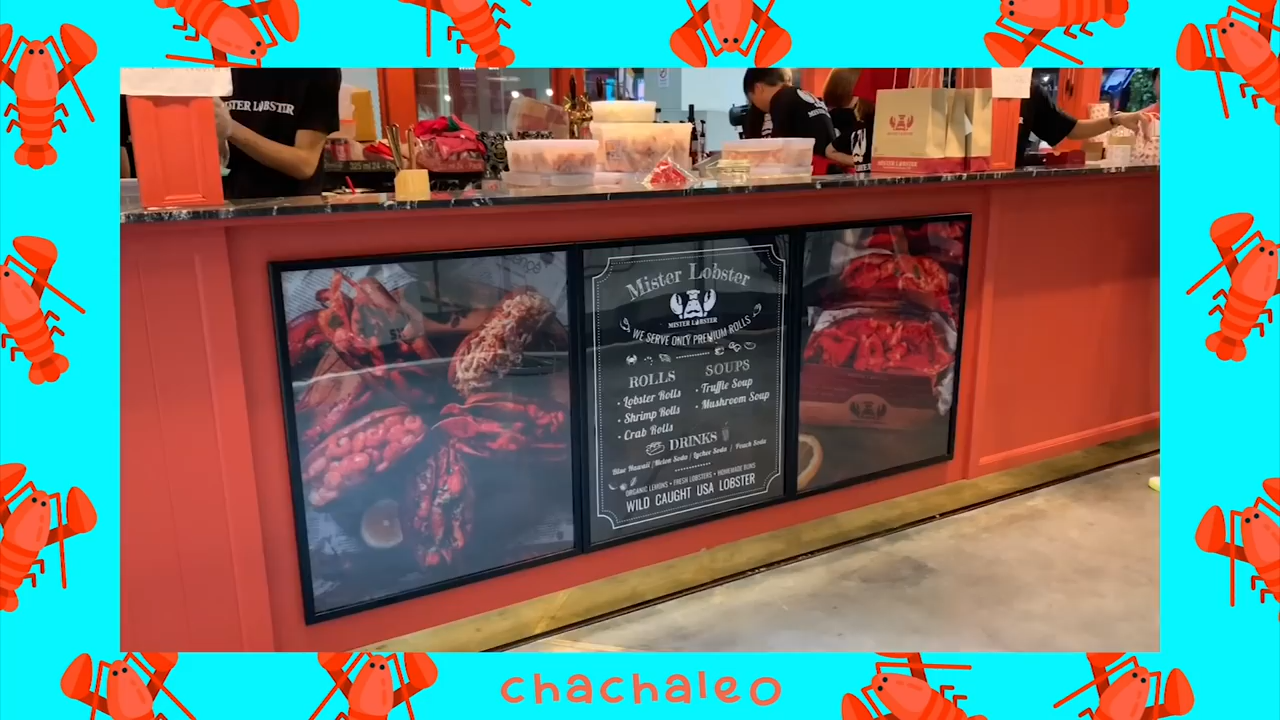 MISTER LOBSTER
MISTER LOBSTER
Mister Lobster
MISTER LOBSTER
WE SERVE ONLY PREMIUM ROLLS
ROLLS
• Lobster Rolls
• Shrimp Rolls
• Crab Rolls
SOUPS
• Truffle Soup
• Mushroom Soup
DRINKS
Blue Hawaii / Melon Soda / Lychee Soda / Peach Soda
ORGANIC LEMONS • FRESH LOBSTERS • HOMEMADE BUNS
WILD CAUGHT USA LOBSTER
chachaleo